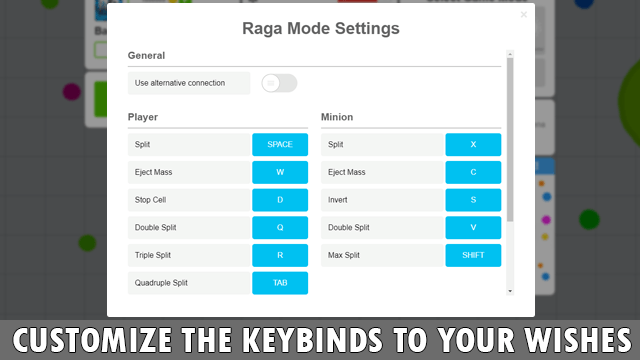 ×
Raga Mode Settings
General
Use alternative connection
Player
Split SPACE
Eject Mass W
Stop Cell D
Double Split Q
Triple Split R
Quadruple Split TAB
Minion
Split X
Eject Mass C
Invert S
Double Split V
Max Split SHIFT
CUSTOMIZE THE KEYBINDS TO YOUR WISHES